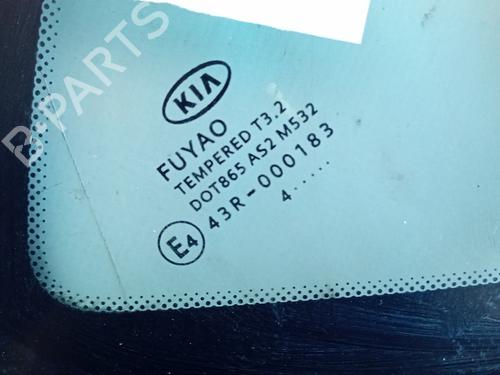 B-PARTS
KIA
FUYAO
TEMPERED T3.2
DOT865 AS2 M532
E4 43R-000183
4......